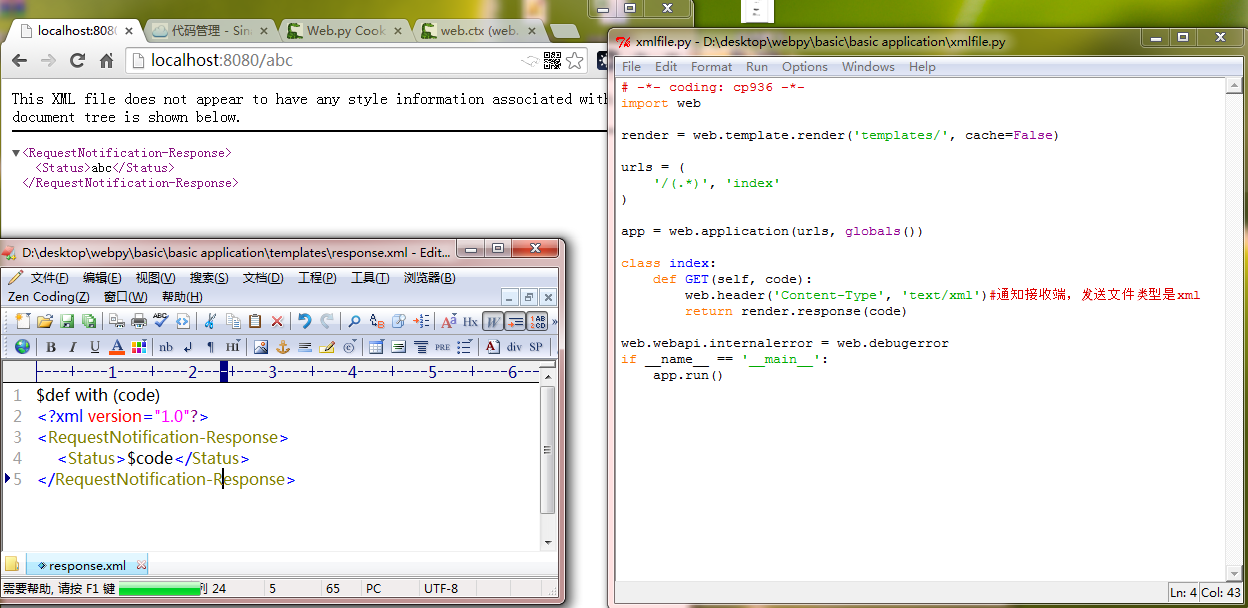 localhost:808
代码管理 - Sin
Web.py Cook
web.ctx (web.
localhost:8080/abc
This XML file does not appear to have any style information associated with
document tree is shown below.
▼<RequestNotification-Response>
<Status>abc</Status>
</RequestNotification-Response>
D:\desktop\webpy\basic\basic application\templates\response.xml - Edit...
文件(F) 编辑(E) 视图(V) 搜索(S) 文档(D) 工程(P) 工具(T) 浏览器(B)
Zen Coding(Z) 窗口(W) 帮助(H)
A Hx W
B I U A nb ¶ HI PRE A div SP
----+----1----+----2----+----3----+----4----+----5----+----6--
1 $def with (code)
2 <?xml version="1.0"?>
3 <RequestNotification-Response>
4 <Status>$code</Status>
5 </RequestNotification-Response>
response.xml
需要帮助, 请按 F1 键 列 24 5 65 PC UTF-8
xmlfile.py - D:\desktop\webpy\basic\basic application\xmlfile.py
File Edit Format Run Options Windows Help
# -*- coding: cp936 -*-
import web
render = web.template.render('templates/', cache=False)
urls = (
'/(.*)', 'index'
)
app = web.application(urls, globals())
class index:
def GET(self, code):
web.header('Content-Type', 'text/xml')#通知接收端，发送文件类型是xml
return render.response(code)
web.webapi.internalerror = web.debugerror
if __name__ == '__main__':
app.run()
Ln: 4 Col: 43